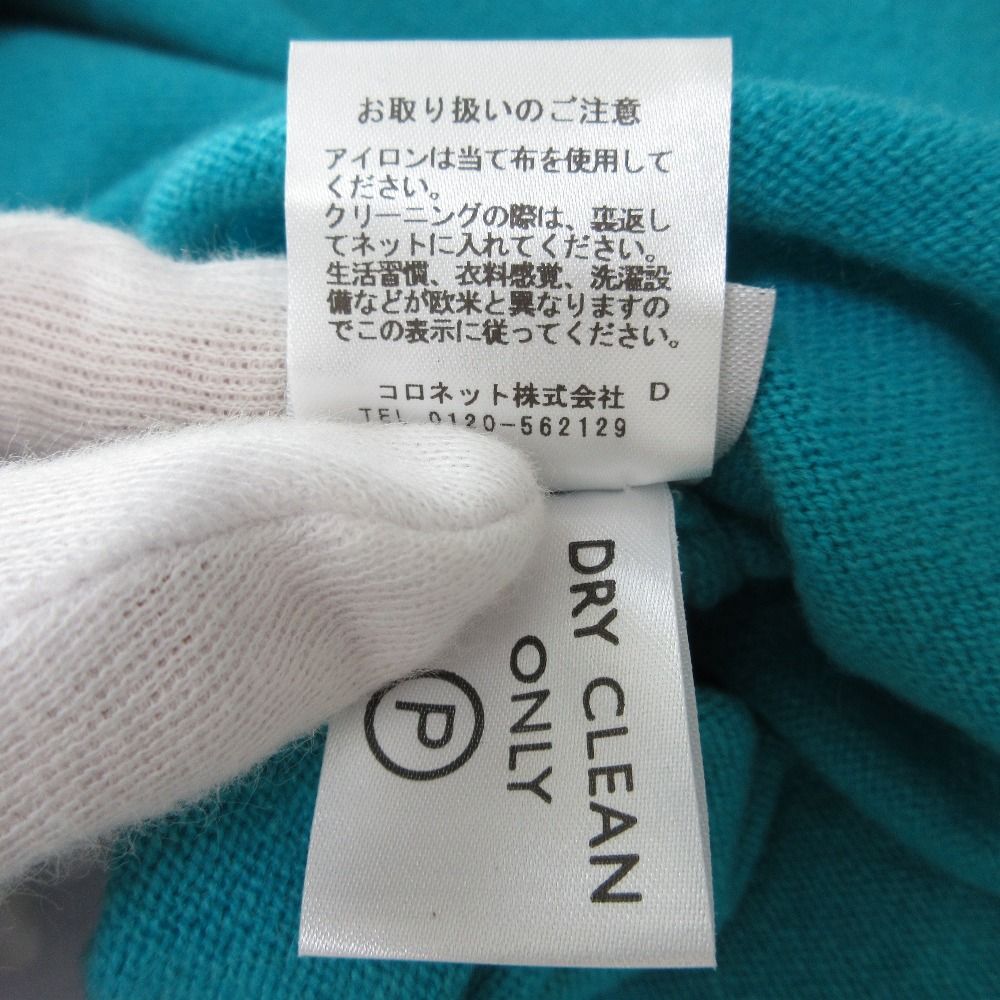 お取り扱いのご注意
アイロンは当て布を使用して
ください。
クリーニングの際は、裏返し
てネットに入れてください。
生活習慣、衣料感覚、洗濯設
備などが欧米と異なりますの
でこの表示に従ってください。
コロネット株式会社 D
TEL 0120-562129
DRY CLEAN
ONLY
P